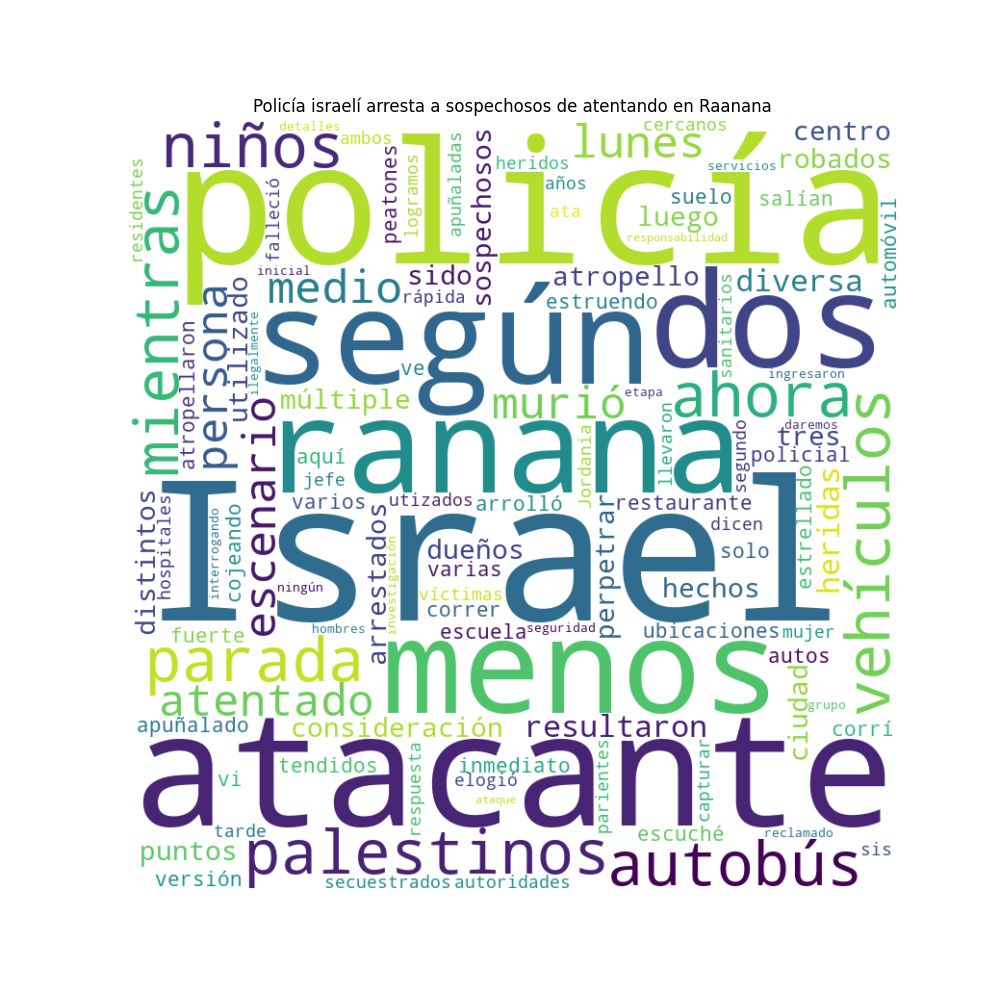 Policía israelí arresta a sospechosos de atentando en Raanana
detalles
cercanos
niños
ambos
lunes
centro
policía
heridos
servicios
robados
residentes
mientras
falleció
peatones
logramos
apuñaladas
sospechosos
años
ata
suelo
luego
salían
responsabilidad
automóvil
inicial
sido
medio
rápida
atropello
diversa
estruendo
persona
utilizado
ilegalmente
según
dos
sanitarios
atropellaron
ve
ingresaron
múltiple
murió
etapa
ahora
escenario
ranana
Jordania
llevaron
segundo
daremos
tres
policial
vehículos
aquí
jefe
varios
utizados
arrolló
restaurante
dicen
estrellado
heridas
distintos
hospitales
interrogando
cojeando
Israel
arrestados
investigación
dueños
varias
perpetrar
solo
hechos
ningún
víctimas
correr
fuerte
hombres
escuela
seguridad
ubicaciones
mujer
parada
menos
autos
ciudad
atentado
grupo
apuñalado
consideración
resultaron
corrí
atacante
vi
tendidos
respuesta
inmediato
elogió
ataque
parientes
capturar
tarde
escuché
reclamado
puntos
palestinos
autobús
sis
versión
secuestrados
autoridades